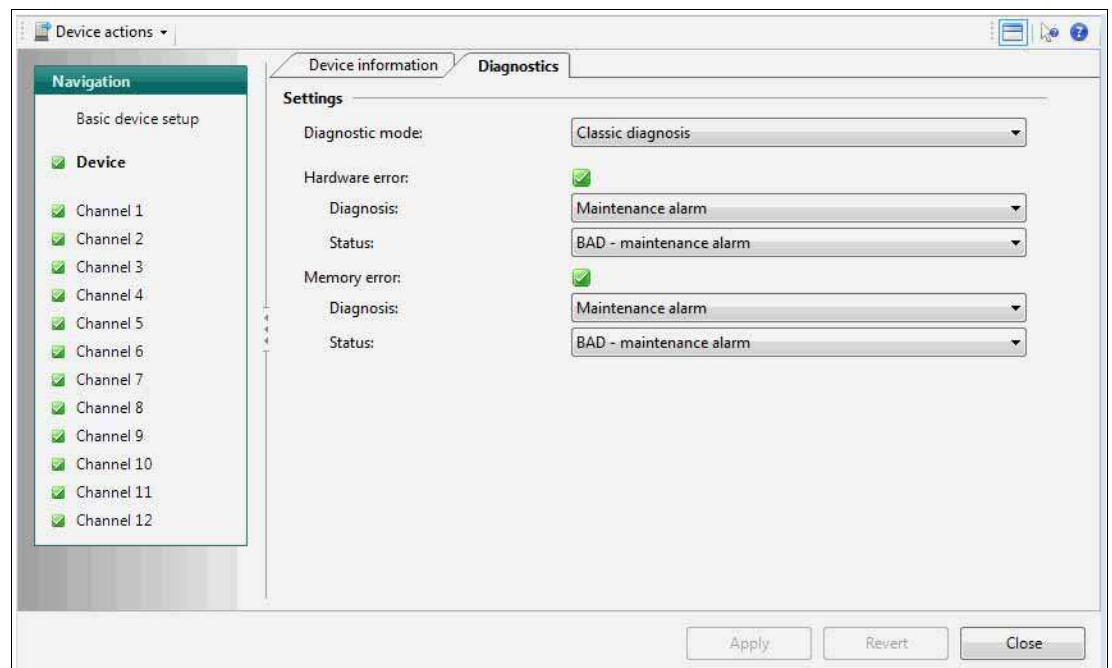 Device actions
Navigation
Basic device setup
Device
Channel 1
Channel 2
Channel 3
Channel 4
Channel 5
Channel 6
Channel 7
Channel 8
Channel 9
Channel 10
Channel 11
Channel 12
Device information
Diagnostics
Settings
Diagnostic mode: Classic diagnosis
Hardware error:
Diagnosis: Maintenance alarm
Status: BAD - maintenance alarm
Memory error:
Diagnosis: Maintenance alarm
Status: BAD - maintenance alarm
Apply Revert Close